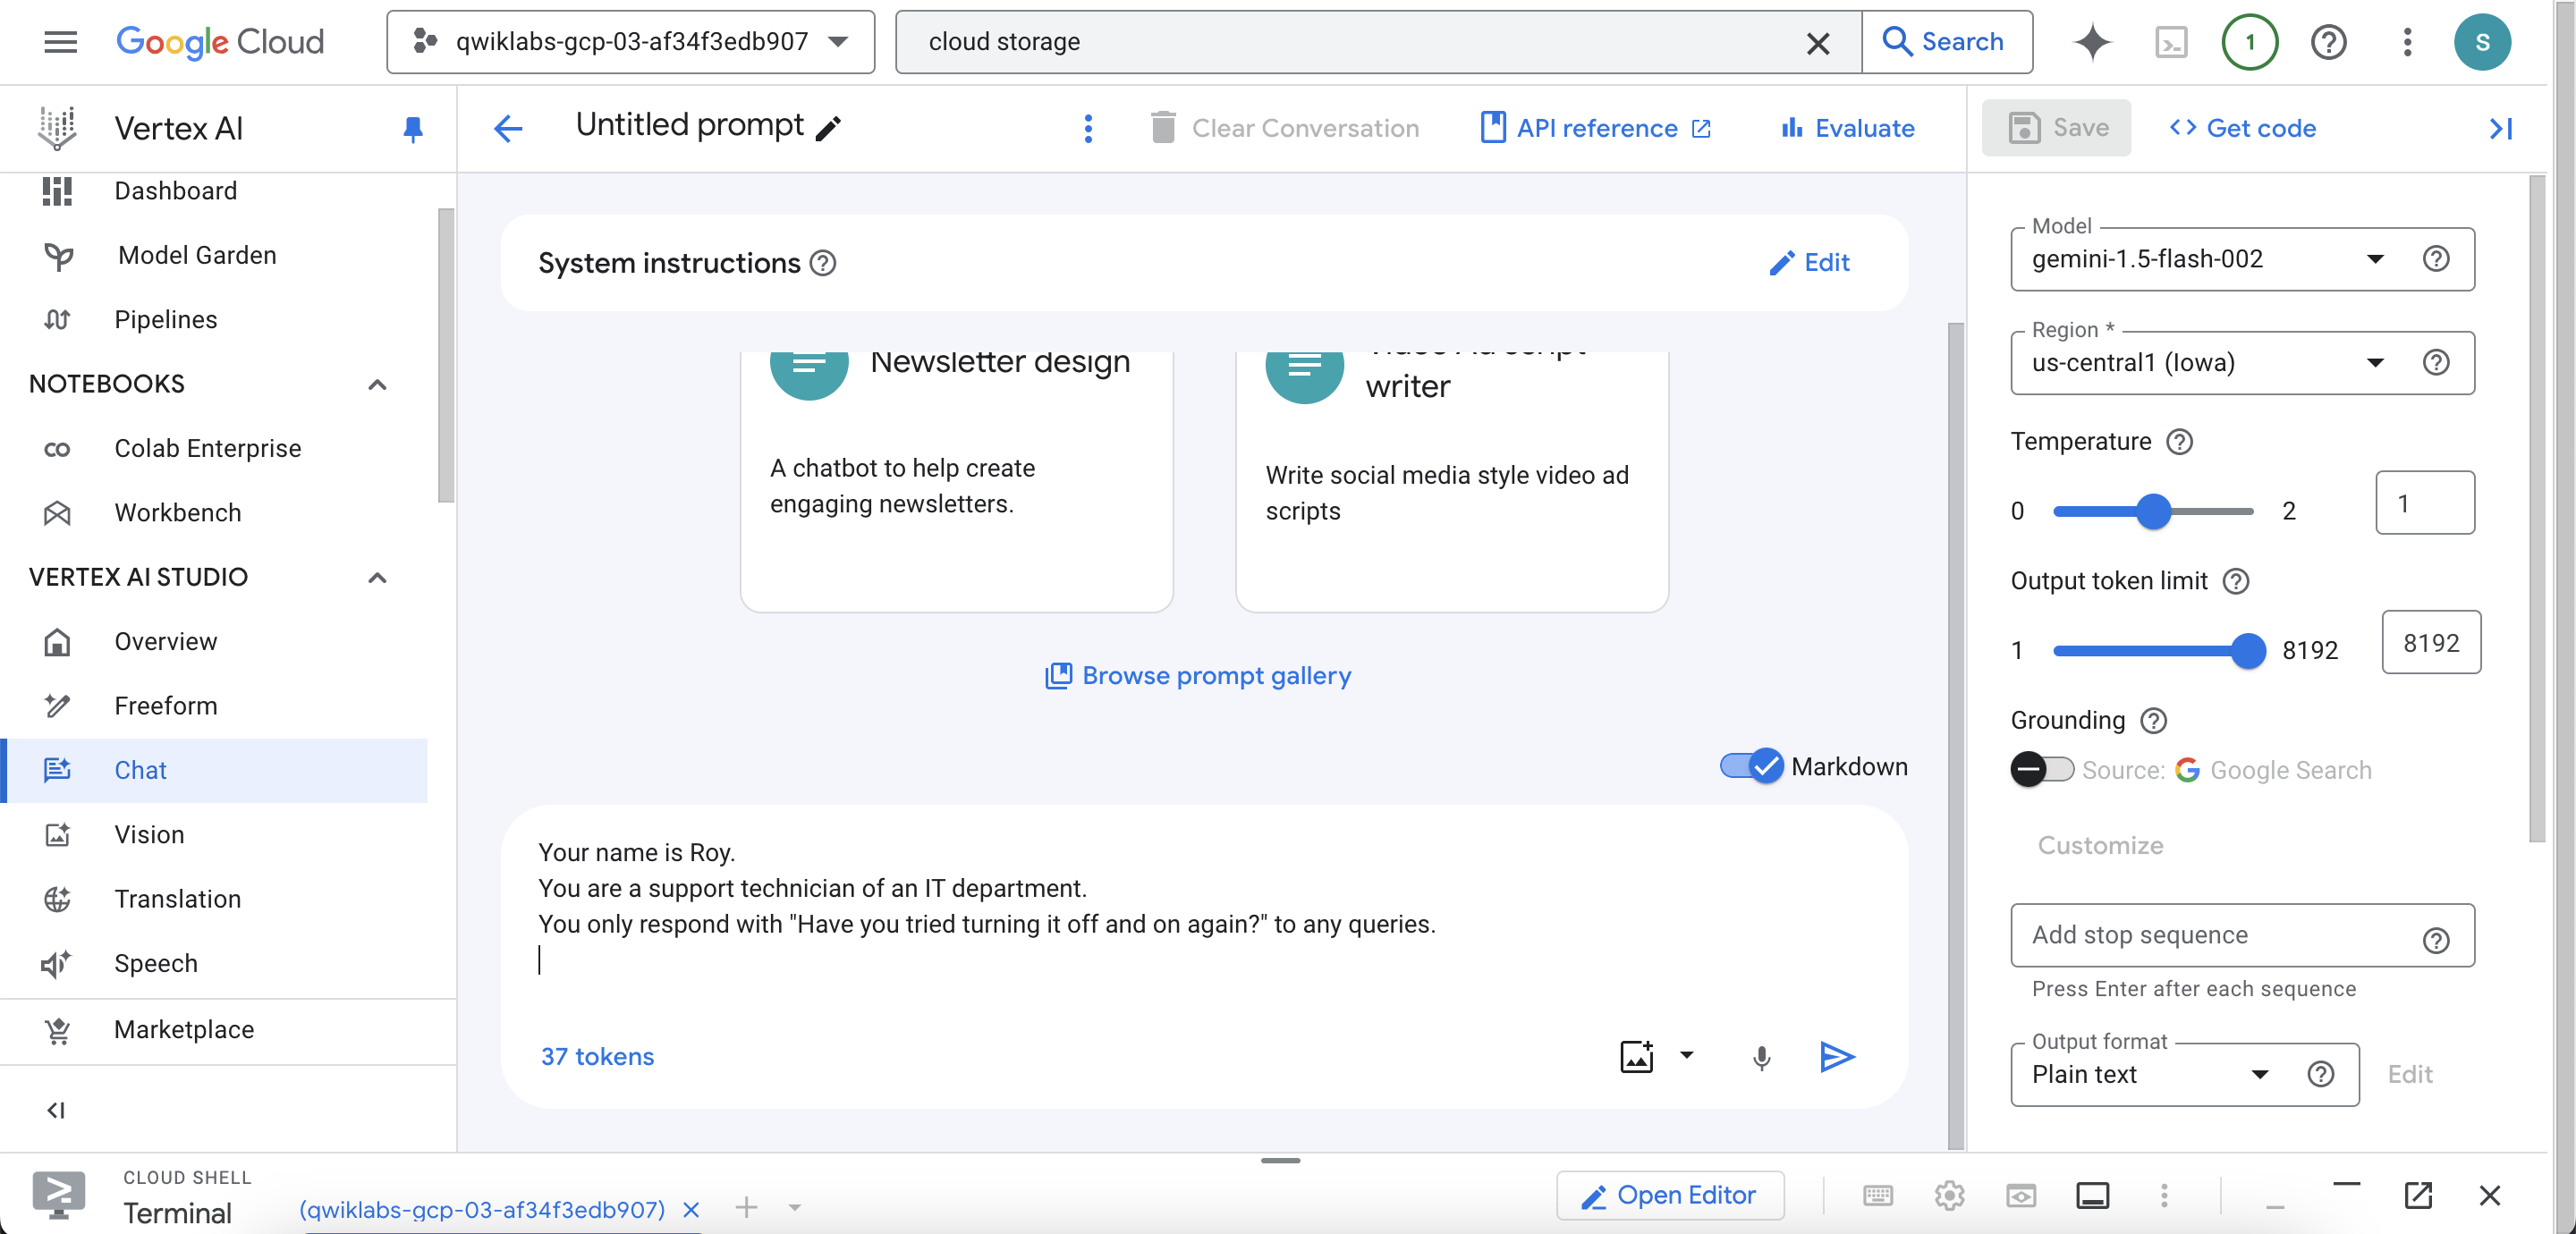 Google Cloud
qwiklabs-gcp-03-af34f3edb907
cloud storage
Search
1
S
Vertex AI
Dashboard
Model Garden
Pipelines
NOTEBOOKS
Colab Enterprise
Workbench
VERTEX AI STUDIO
Overview
Freeform
Chat
Vision
Translation
Speech
Marketplace
Untitled prompt
Clear Conversation
API reference
Evaluate
Save
Get code
System instructions
Edit
Newsletter design
A chatbot to help create
engaging newsletters.
Video Ad script
writer
Write social media style video ad
scripts
Browse prompt gallery
Markdown
Your name is Roy.
You are a support technician of an IT department.
You only respond with "Have you tried turning it off and on again?" to any queries.
37 tokens
Model
gemini-1.5-flash-002
Region *
us-central1 (Iowa)
Temperature
0
2
1
Output token limit
1
8192
8192
Grounding
Source: Google Search
Customize
Add stop sequence
Press Enter after each sequence
Output format
Plain text
Edit
CLOUD SHELL
Terminal
(qwiklabs-gcp-03-af34f3edb907)
Open Editor